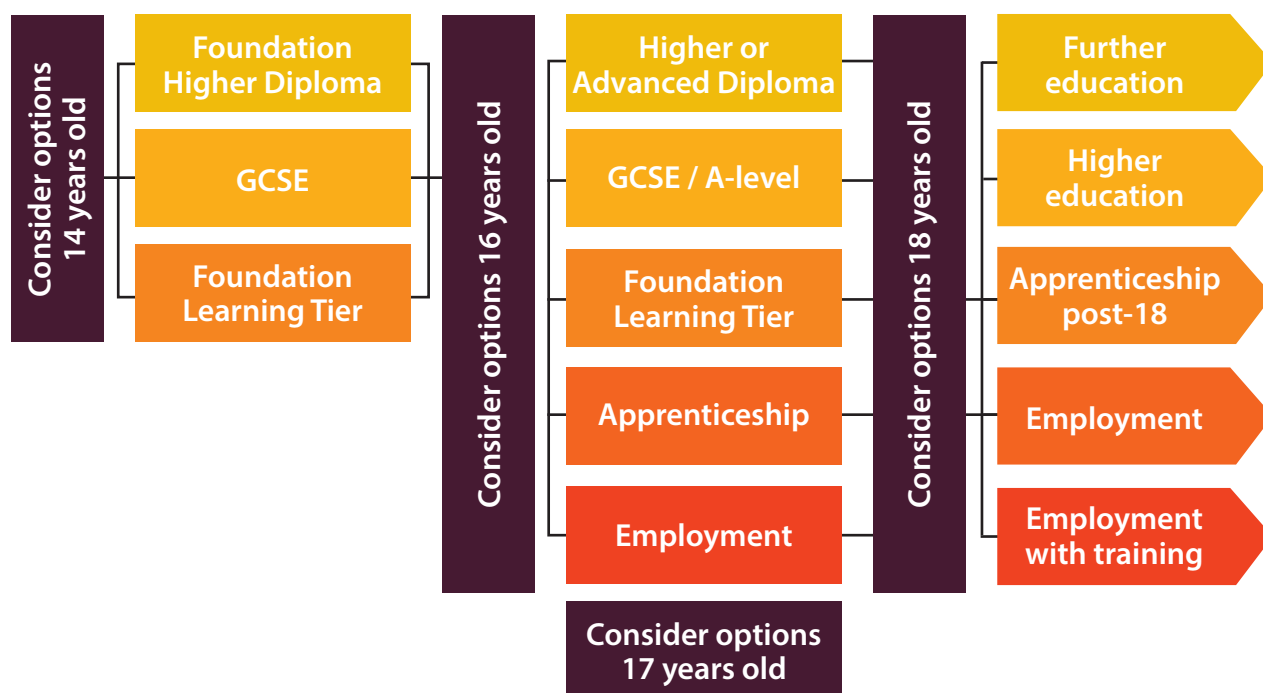 Consider options
14 years old
Foundation
Higher Diploma
GCSE
Foundation
Learning Tier
Consider options 16 years old
Higher or
Advanced Diploma
GCSE / A-level
Foundation
Learning Tier
Apprenticeship
Employment
Consider options
17 years old
Consider options 18 years old
Further
education
Higher
education
Apprenticeship
post-18
Employment
Employment
with training